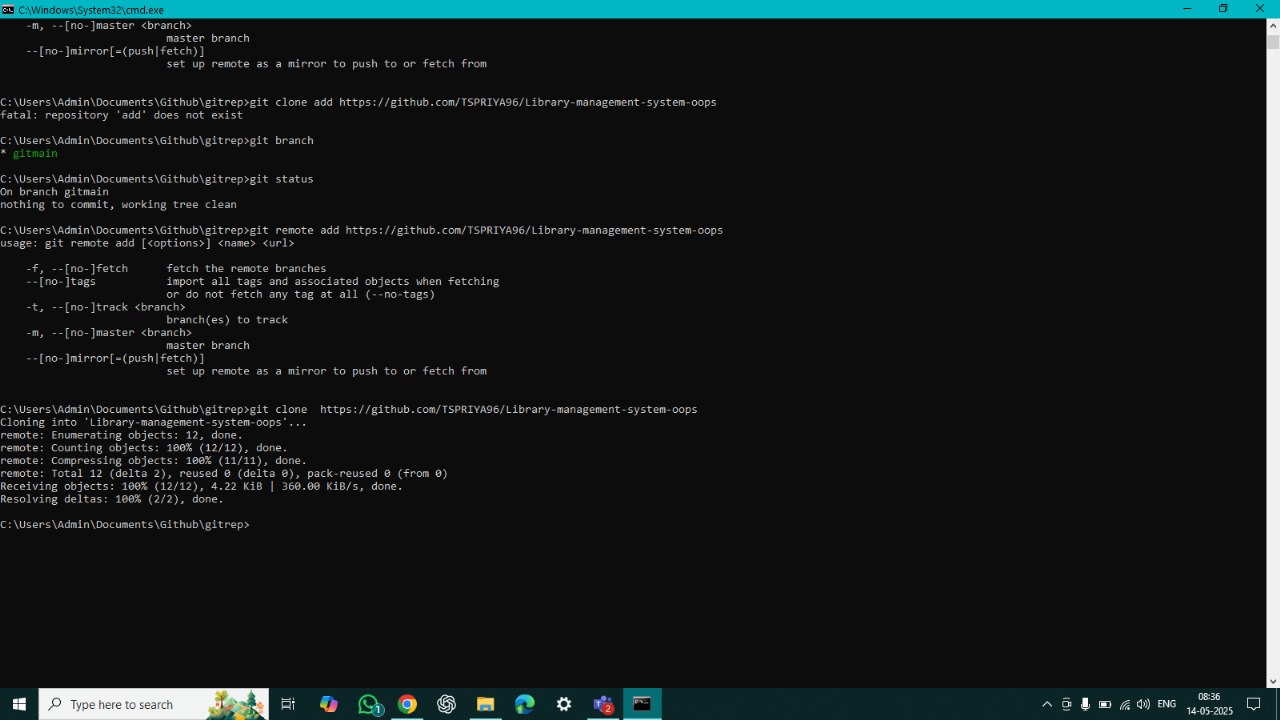 C:\Windows\System32\cmd.exe
-m, --[no-]master <branch>
master branch
--[no-]mirror[=(push|fetch)]
set up remote as a mirror to push to or fetch from
C:\Users\Admin\Documents\Github\gitrep>git clone add https://github.com/TSPRIYA96/Library-management-system-oops
fatal: repository 'add' does not exist
C:\Users\Admin\Documents\Github\gitrep>git branch
* gitmain
C:\Users\Admin\Documents\Github\gitrep>git status
On branch gitmain
nothing to commit, working tree clean
C:\Users\Admin\Documents\Github\gitrep>git remote add https://github.com/TSPRIYA96/Library-management-system-oops
usage: git remote add [<options>] <name> <url>
-f, --[no-]fetch      fetch the remote branches
--[no-]tags           import all tags and associated objects when fetching
or do not fetch any tag at all (--no-tags)
-t, --[no-]track <branch>
branch(es) to track
-m, --[no-]master <branch>
master branch
--[no-]mirror[=(push|fetch)]
set up remote as a mirror to push to or fetch from
C:\Users\Admin\Documents\Github\gitrep>git clone  https://github.com/TSPRIYA96/Library-management-system-oops
Cloning into 'Library-management-system-oops'...
remote: Enumerating objects: 12, done.
remote: Counting objects: 100% (12/12), done.
remote: Compressing objects: 100% (11/11), done.
remote: Total 12 (delta 2), reused 0 (delta 0), pack-reused 0 (from 0)
Receiving objects: 100% (12/12), 4.22 KiB | 360.00 KiB/s, done.
Resolving deltas: 100% (2/2), done.
C:\Users\Admin\Documents\Github\gitrep>
Type here to search
1
2
ENG
08:36
14-05-2025